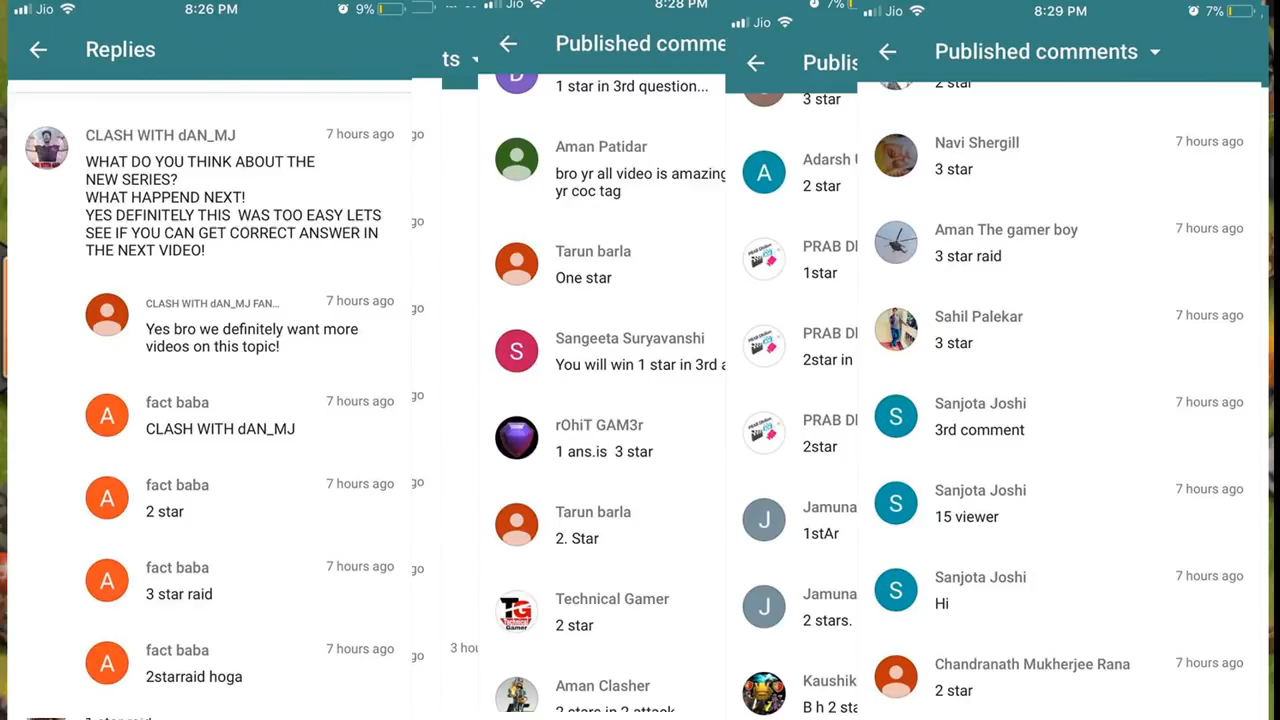 Jio
8:26 PM
9%
Replies
CLASH WITH dAN_MJ
7 hours ago
WHAT DO YOU THINK ABOUT THE
NEW SERIES?
WHAT HAPPEND NEXT!
YES DEFINITELY THIS WAS TOO EASY LETS
SEE IF YOU CAN GET CORRECT ANSWER IN
THE NEXT VIDEO!
CLASH WITH dAN_MJ FAN...
7 hours ago
Yes bro we definitely want more
videos on this topic!
fact baba
7 hours ago
CLASH WITH dAN_MJ
A
fact baba
7 hours ago
2 star
A
fact baba
7 hours ago
3 star raid
A
fact baba
7 hours ago
2starraid hoga
A
ts
go
go
go
go
go
go
go
3 hou
Jio
8:28 PM
Published comme
1 star in 3rd question...
Aman Patidar
bro yr all video is amazing
yr coc tag
Tarun barla
One star
Sangeeta Suryavanshi
S
You will win 1 star in 3rd a
rOhiT GAM3r
1 ans.is 3 star
Tarun barla
2. Star
Technical Gamer
TG
Technical
Gamer
2 star
Aman Clasher
2 stars in 2 attack
Jio
7%
Publis
3 star
Adarsh
A
2 star
PRAB
1star
PRAB
2star in
PRAB
2star
Jamuna
J
1stAr
Jamuna
J
2 stars.
Kaushik
B h 2 sta
Jio
8:29 PM
7%
Published comments
2 star
Navi Shergill
7 hours ago
3 star
Aman The gamer boy
7 hours ago
3 star raid
Sahil Palekar
7 hours ago
3 star
Sanjota Joshi
7 hours ago
S
3rd comment
Sanjota Joshi
7 hours ago
S
15 viewer
Sanjota Joshi
7 hours ago
S
Hi
Chandranath Mukherjee Rana
7 hours ago
2 star